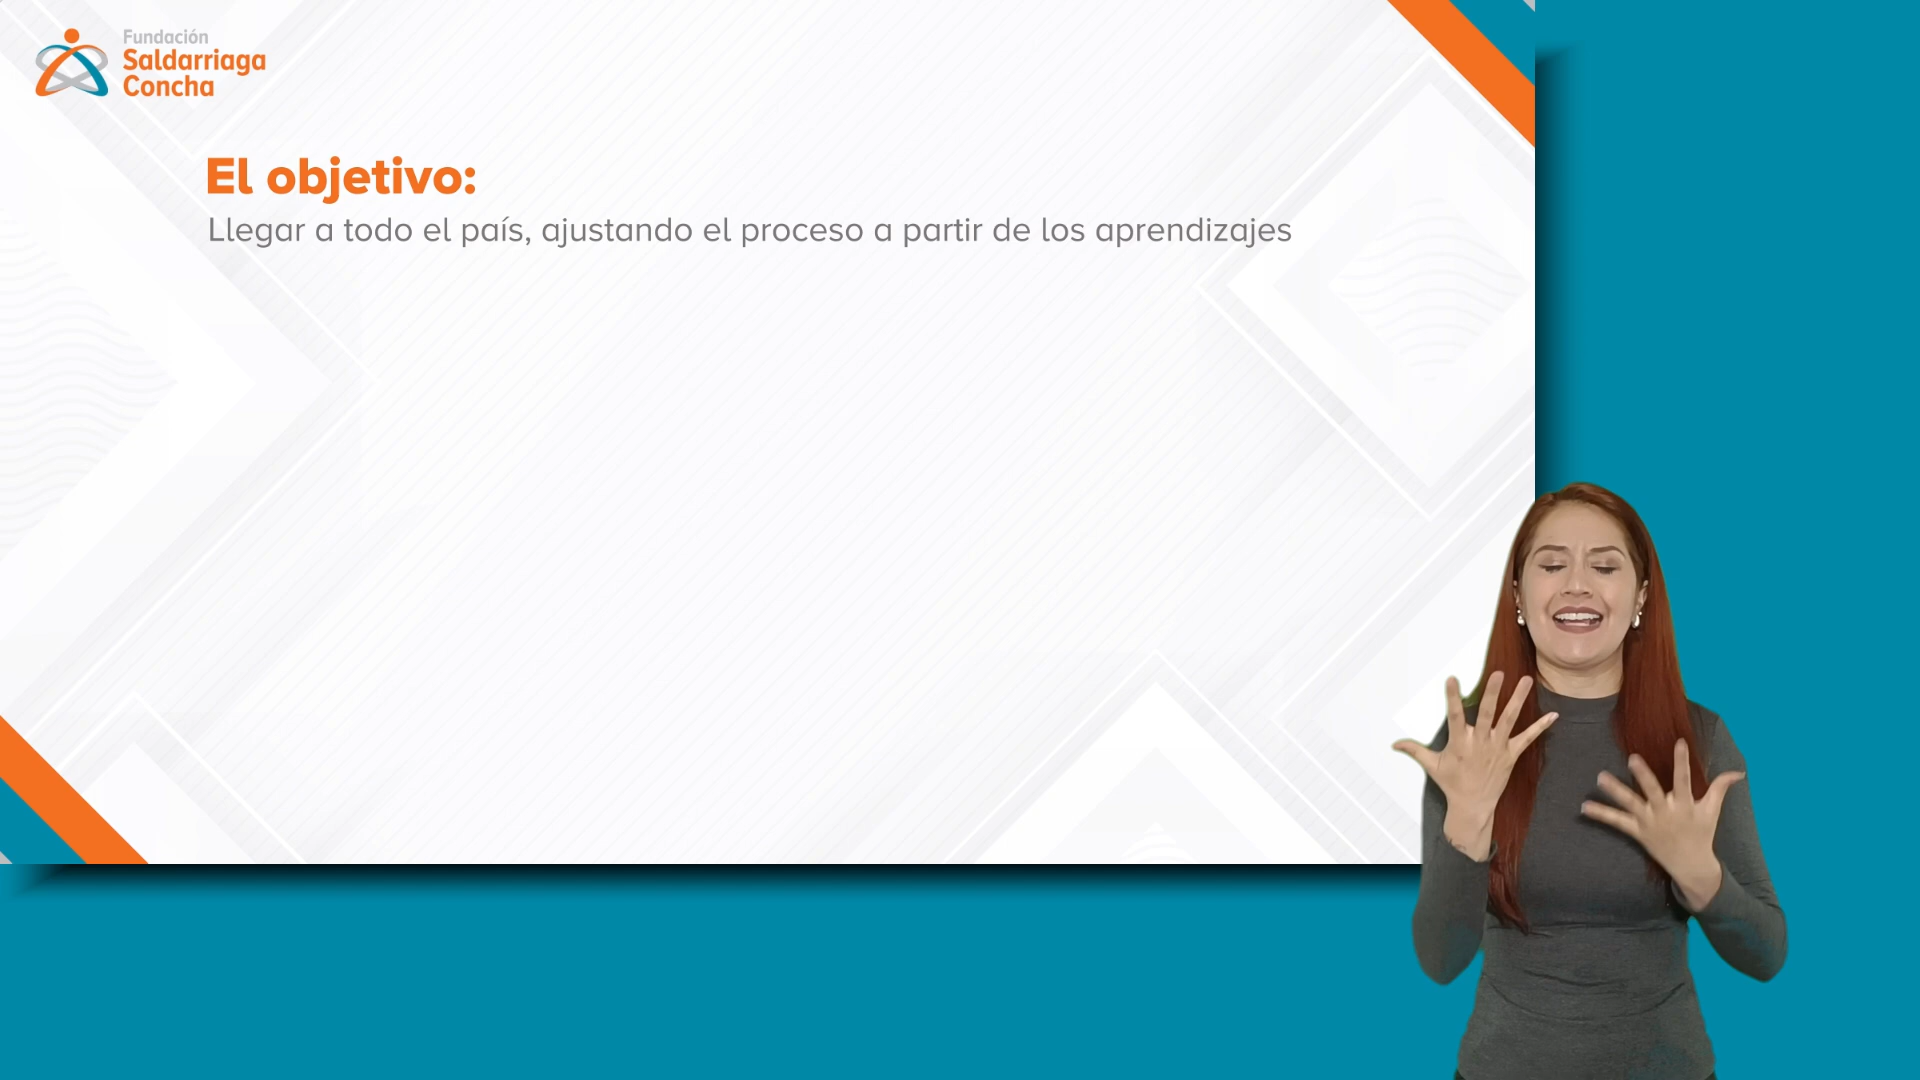 Fundación
Saldarriaga
Concha
El objetivo:
Llegar a todo el país, ajustando el proceso a partir de los aprendizajes